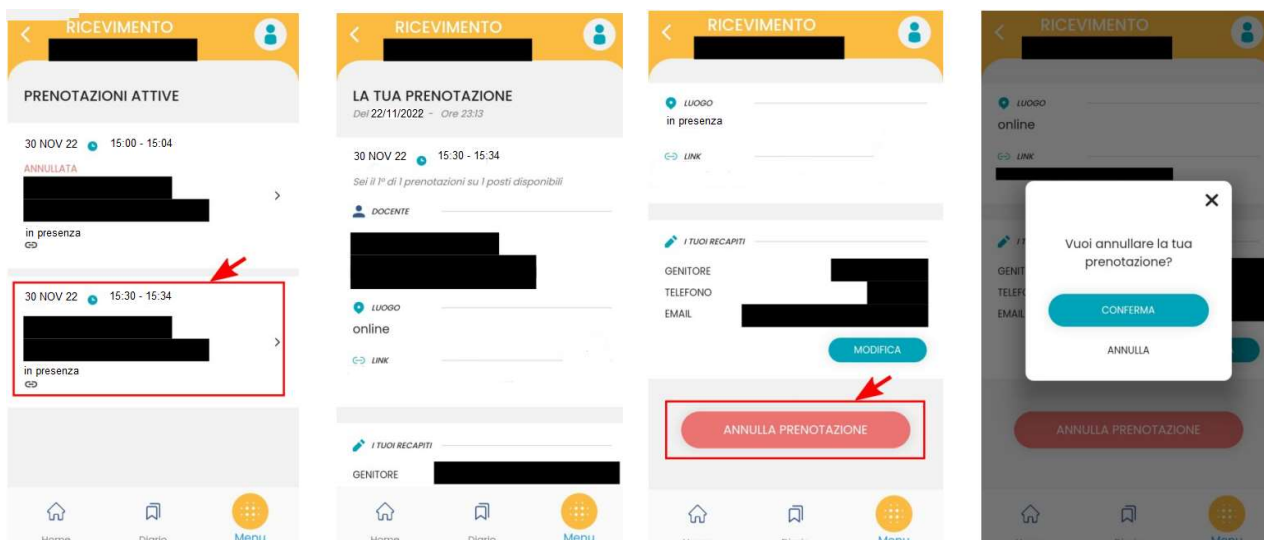 RICEVIMENTO
PRENOTAZIONI ATTIVE
30 NOV 22 15:00 - 15:04
ANNULLATA
in presenza
30 NOV 22 15:30 - 15:34
in presenza
Home Diario Menu
RICEVIMENTO
LA TUA PRENOTAZIONE
Del 22/11/2022 - Ore 23:13
30 NOV 22 15:30 - 15:34
Sei il 1° di 1 prenotazioni su 1 posti disponibili
DOCENTE
LUOGO
online
LINK
I TUOI RECAPITI
GENITORE
Home Diario Menu
RICEVIMENTO
LUOGO
in presenza
LINK
I TUOI RECAPITI
GENITORE
TELEFONO
EMAIL
MODIFICA
ANNULLA PRENOTAZIONE
Menu
RICEVIMENTO
LUOGO
online
LINK
Vuoi annullare la tua
prenotazione?
GENIT
TELEF
EMAIL
CONFERMA
ANNULLA
ANNULLA PRENOTAZIONE
Menu